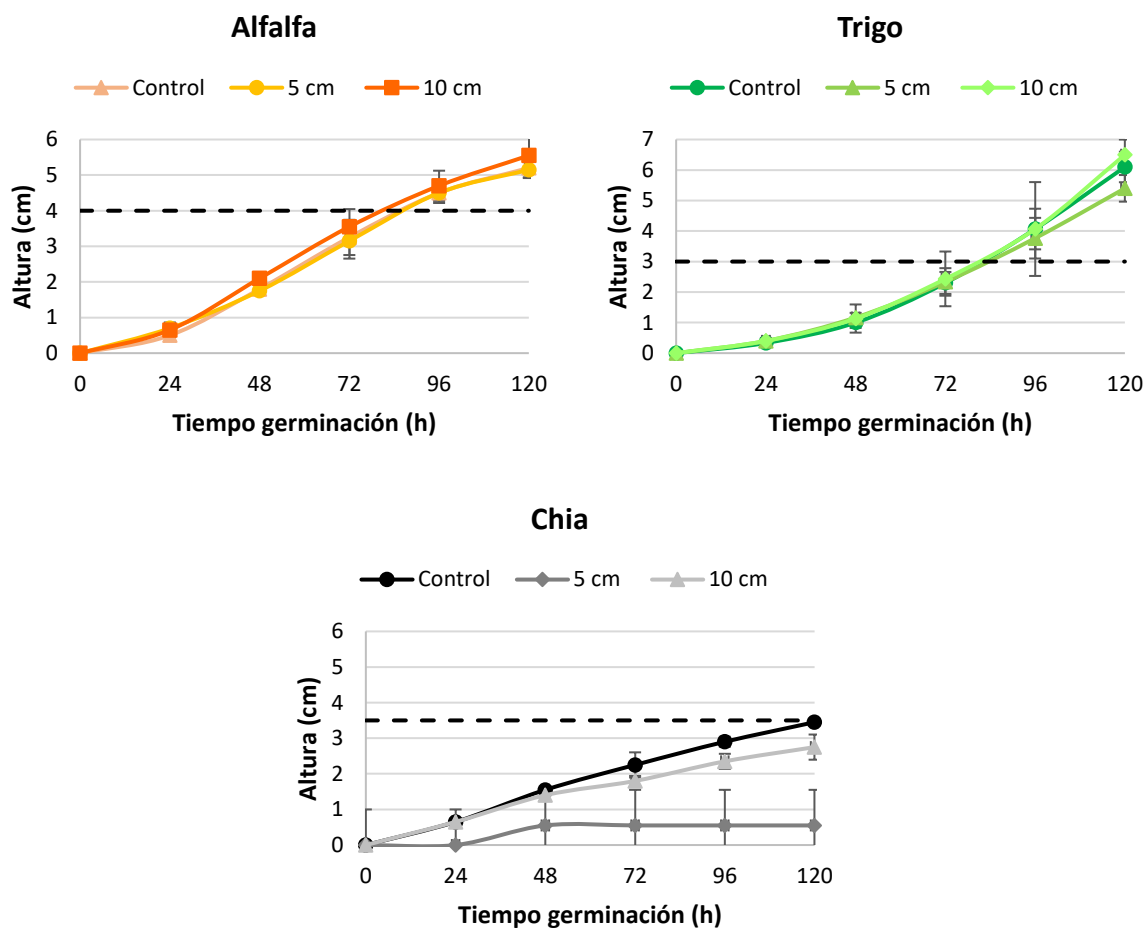 Alfalfa
Control 5 cm 10 cm
6
5
4
3
2
1
0
Altura (cm)
0 24 48 72 96 120
Tiempo germinación (h)
Trigo
Control 5 cm 10 cm
7
6
5
4
3
2
1
0
Altura (cm)
0 24 48 72 96 120
Tiempo germinación (h)
Chia
Control 5 cm 10 cm
6
5
4
3
2
1
0
Altura (cm)
0 24 48 72 96 120
Tiempo germinación (h)